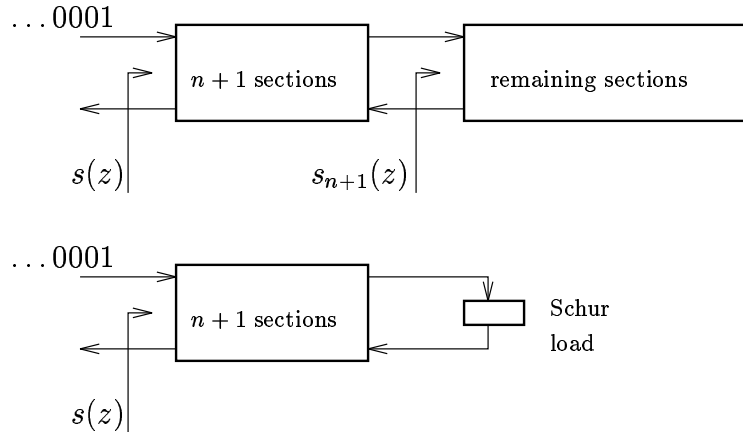 ...0001
n + 1 sections
remaining sections
s(z)
s_{n+1}(z)
...0001
n + 1 sections
Schur
load
s(z)